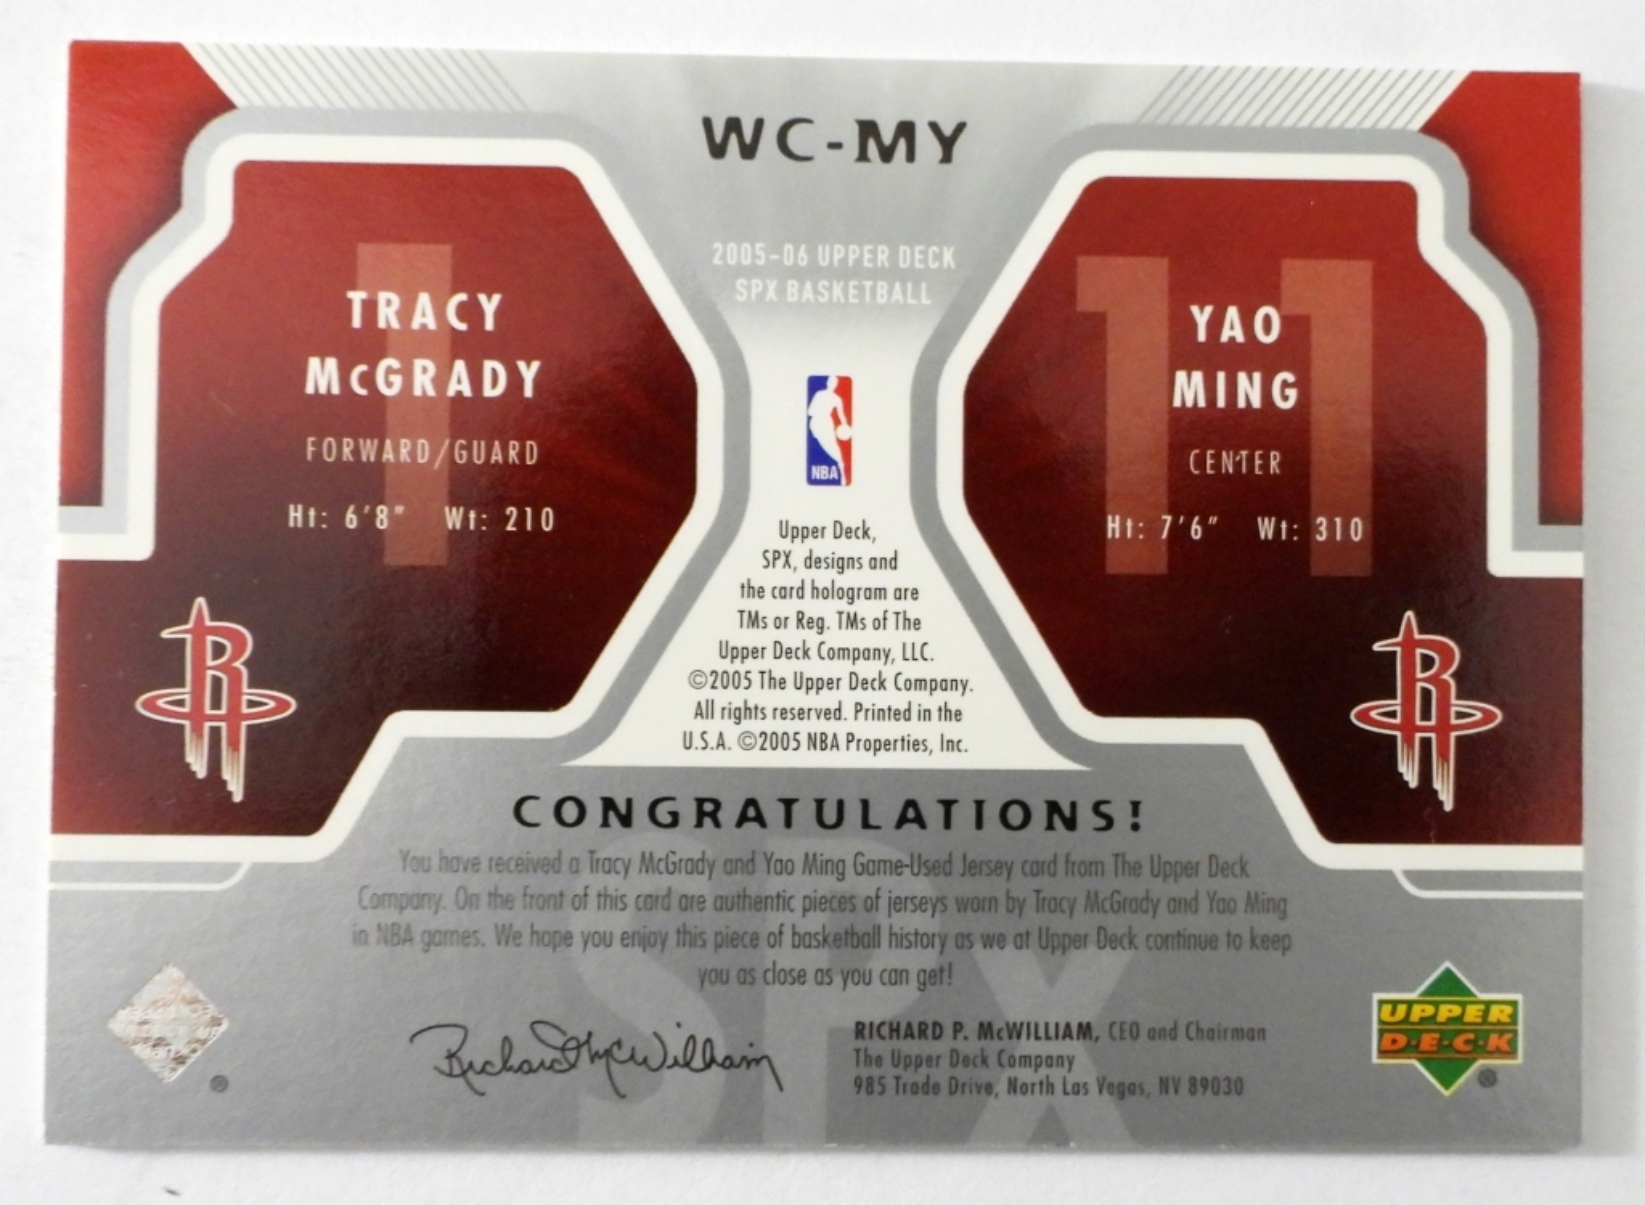 WC-MY
2005-06 UPPER DECK
SPX BASKETBALL
1
TRACY
McGRADY
FORWARD/GUARD
Ht: 6'8" Wt: 210
R
11
YAO
MING
CENTER
Ht: 7'6" Wt: 310
R
NBA
Upper Deck,
SPX, designs and
the card hologram are
TMs or Reg. TMs of The
Upper Deck Company, LLC.
©2005 The Upper Deck Company.
All rights reserved. Printed in the
U.S.A. ©2005 NBA Properties, Inc.
CONGRATULATIONS!
You have received a Tracy McGrady and Yao Ming Game-Used Jersey card from The Upper Deck
Company. On the front of this card are authentic pieces of jerseys worn by Tracy McGrady and Yao Ming
in NBA games. We hope you enjoy this piece of basketball history as we at Upper Deck continue to keep
you as close as you can get!
SPX
®
Richard McWilliam
RICHARD P. McWILLIAM, CEO and Chairman
The Upper Deck Company
985 Trade Drive, North Las Vegas, NV 89030
UPPER
D·E·C·K
®